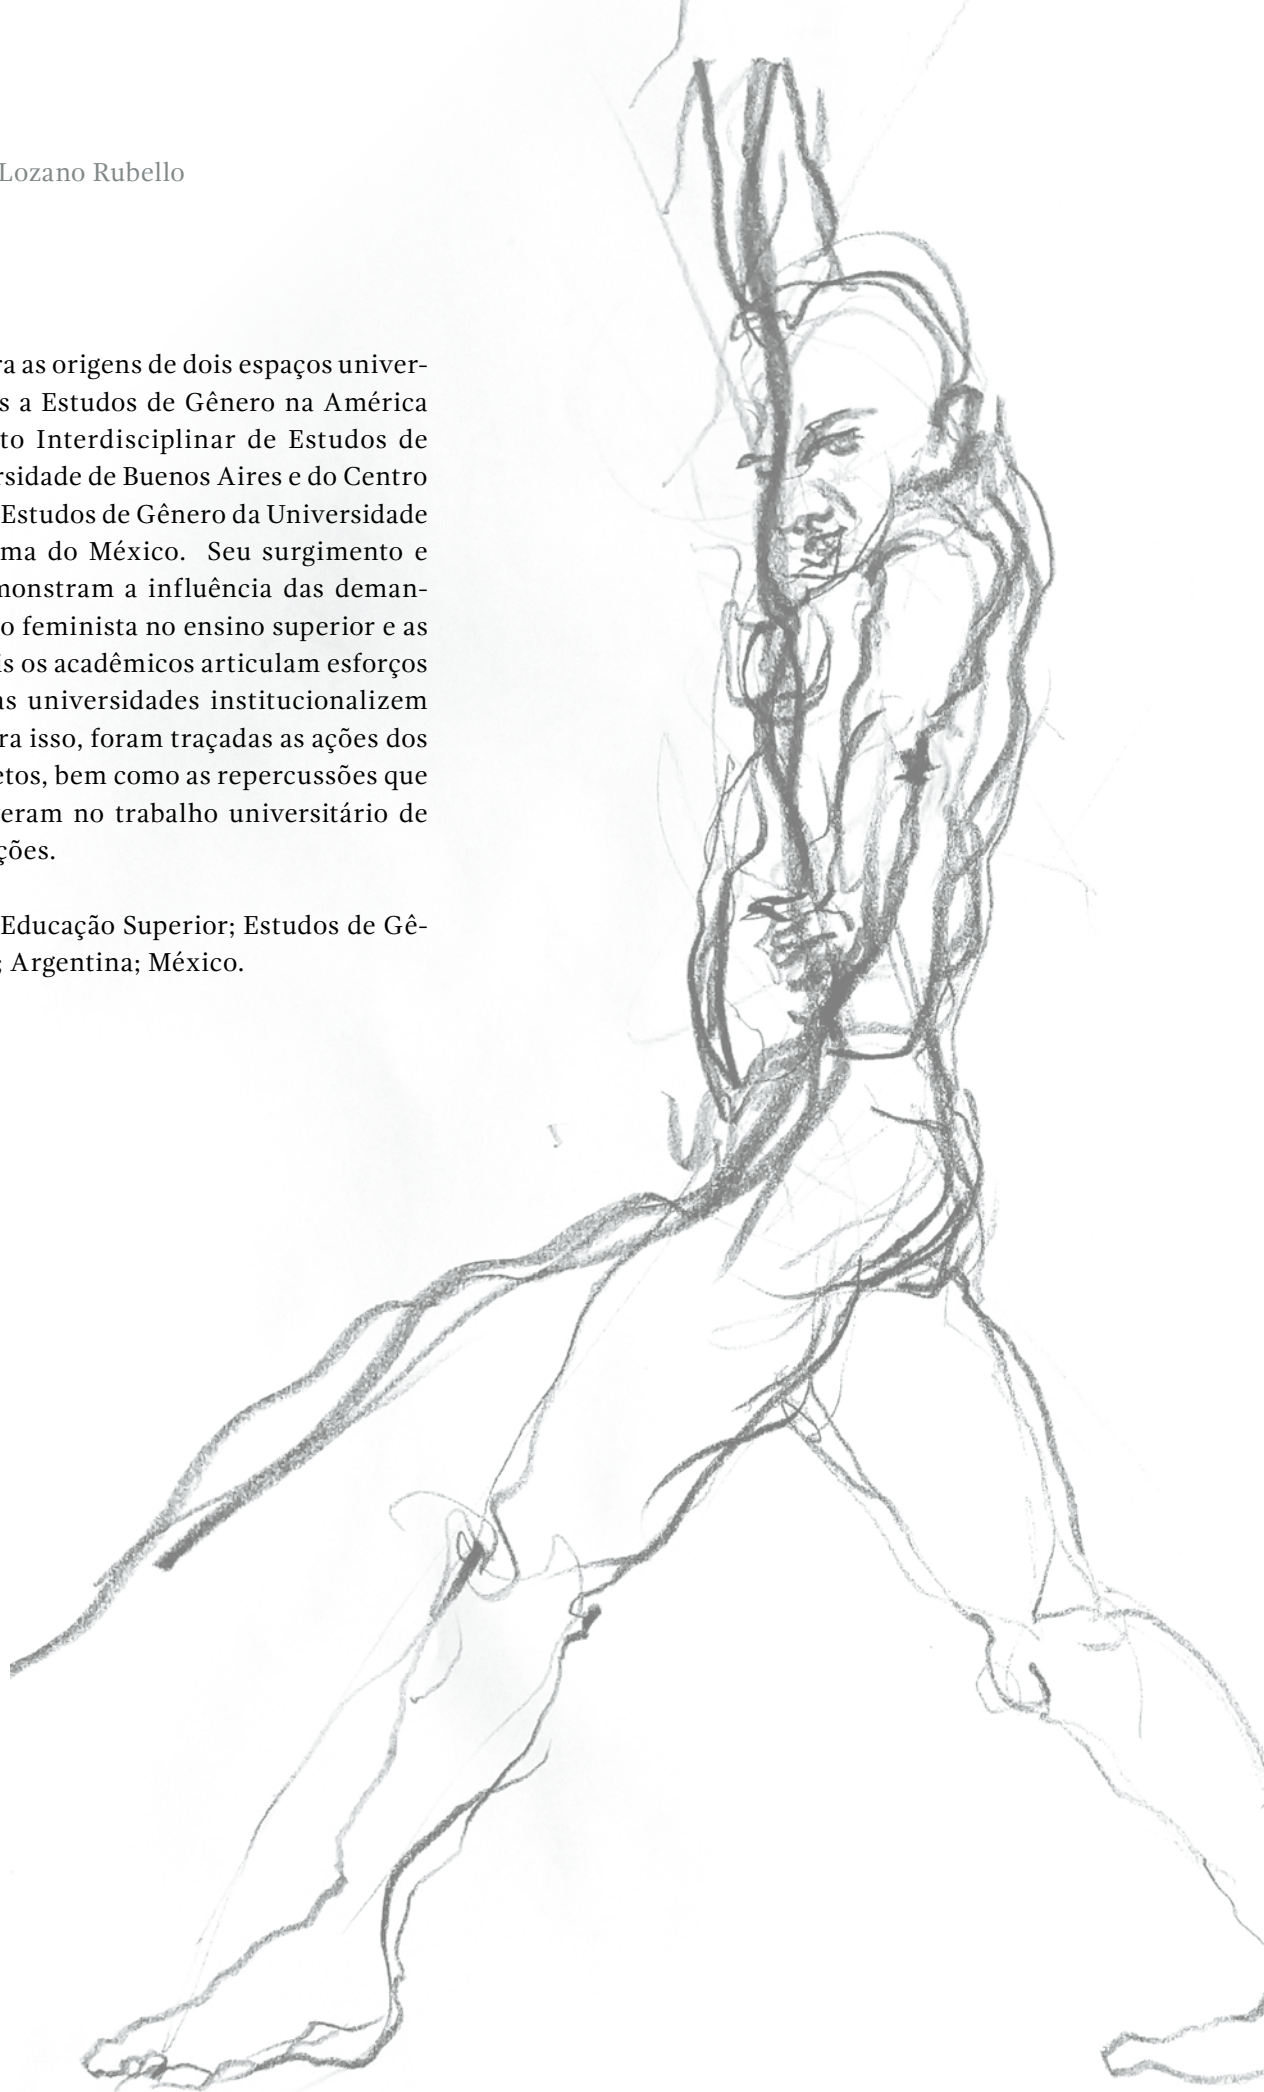 Lozano Rubello
ra as origens de dois espaços univer-
s a Estudos de Gênero na América
to Interdisciplinar de Estudos de
rsidade de Buenos Aires e do Centro
Estudos de Gênero da Universidade
ma do México.  Seu surgimento e
monstram a influência das deman-
o feminista no ensino superior e as
is os acadêmicos articulam esforços
as universidades institucionalizem
ra isso, foram traçadas as ações dos
etos, bem como as repercussões que
eram no trabalho universitário de
ções.
Educação Superior; Estudos de Gê-
; Argentina; México.